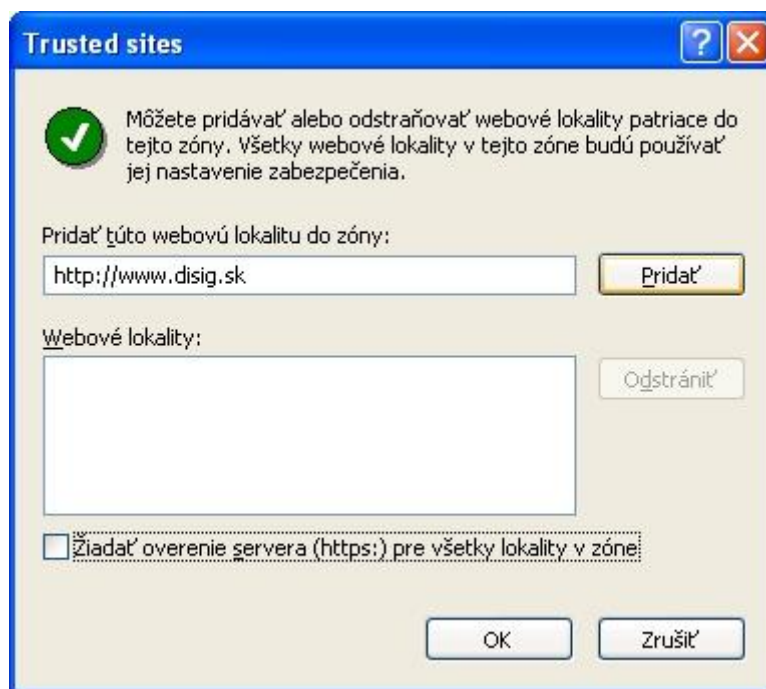 Trusted sites
Môžete pridávať alebo odstraňovať webové lokality patriace do
tejto zóny. Všetky webové lokality v tejto zóne budú používať
jej nastavenie zabezpečenia.
Pridať túto webovú lokalitu do zóny:
http://www.disig.sk
Pridať
Webové lokality:
Odstrániť
Žiadať overenie servera (https:) pre všetky lokality v zóne
OK
Zrušiť